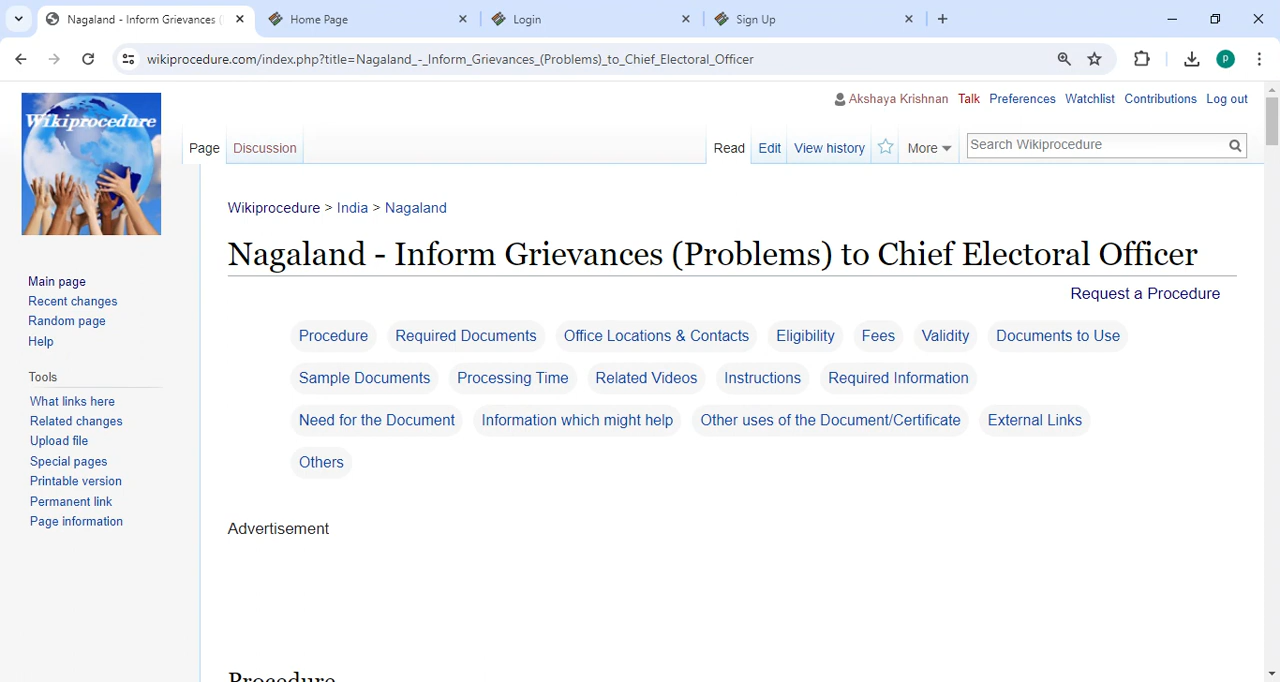 Nagaland - Inform Grievances (
Home Page
Login
Sign Up
wikiprocedure.com/index.php?title=Nagaland_-_Inform_Grievances_(Problems)_to_Chief_Electoral_Officer
P
Wikiprocedure
Akshaya Krishnan Talk Preferences Watchlist Contributions Log out
Page Discussion Read Edit View history More Search Wikiprocedure
Wikiprocedure > India > Nagaland
Nagaland - Inform Grievances (Problems) to Chief Electoral Officer
Request a Procedure
Main page
Recent changes
Random page
Help
Tools
What links here
Related changes
Upload file
Special pages
Printable version
Permanent link
Page information
Procedure Required Documents Office Locations & Contacts Eligibility Fees Validity Documents to Use
Sample Documents Processing Time Related Videos Instructions Required Information
Need for the Document Information which might help Other uses of the Document/Certificate External Links
Others
Advertisement
Procedure